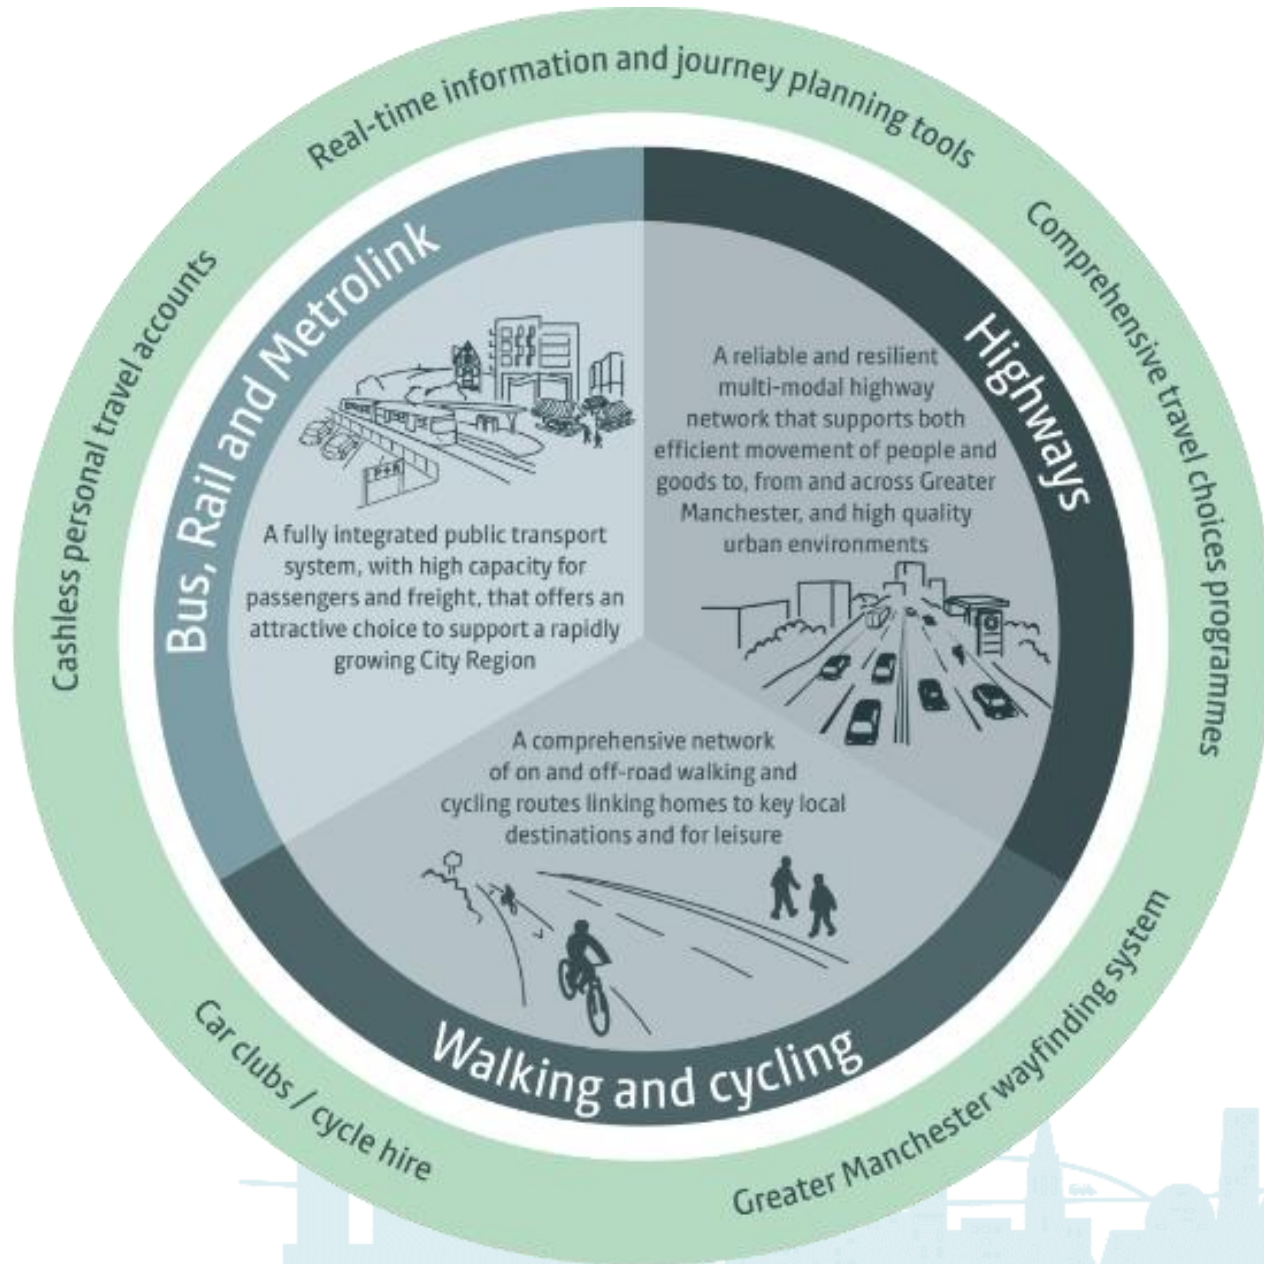 Real-time information and journey planning tools
Comprehensive travel choices programmes
Greater Manchester wayfinding system
Car clubs / cycle hire
Cashless personal travel accounts
Bus, Rail and Metrolink
A fully integrated public transport
system, with high capacity for
passengers and freight, that offers an
attractive choice to support a rapidly
growing City Region
Highways
A reliable and resilient
multi-modal highway
network that supports both
efficient movement of people and
goods to, from and across Greater
Manchester, and high quality
urban environments
A comprehensive network
of on and off-road walking and
cycling routes linking homes to key local
destinations and for leisure
Walking and cycling